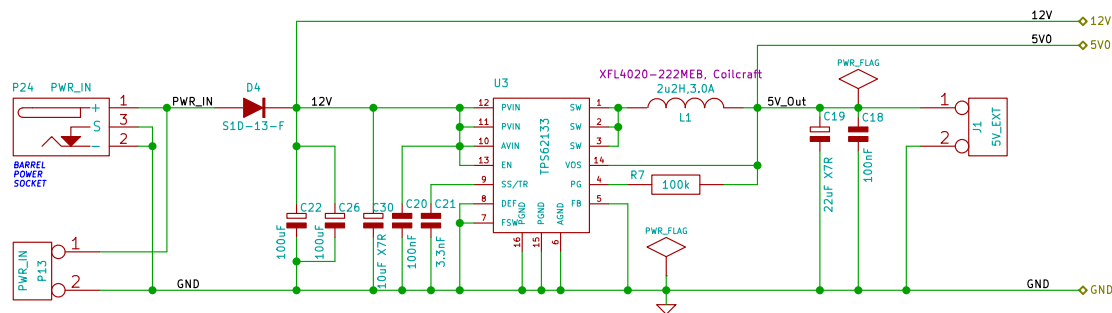 12V
12V
5V0
5V0
P24
PWR_IN
+
1
S
3
-
2
BARREL
POWER
SOCKET
PWR_IN
D4
S1D-13-F
12V
U3
TPS62133
12
PVIN
11
PVIN
10
AVIN
13
EN
9
SS/TR
8
DEF
7
FSW
PGND
16
PGND
15
AGND
6
SW
1
SW
2
SW
3
VOS
14
PG
4
FB
5
XFL4020-222MEB, Coilcraft
2u2H,3.0A
L1
5V_Out
PWR_FLAG
R7
100k
C19
22uF X7R
C18
100nF
1
2
J1
5V_EXT
C22
100uF
C26
100uF
C30
10uF X7R
C20
100nF
C21
3.3nF
PWR_FLAG
PWR_IN
P13
1
2
GND
GND
GND